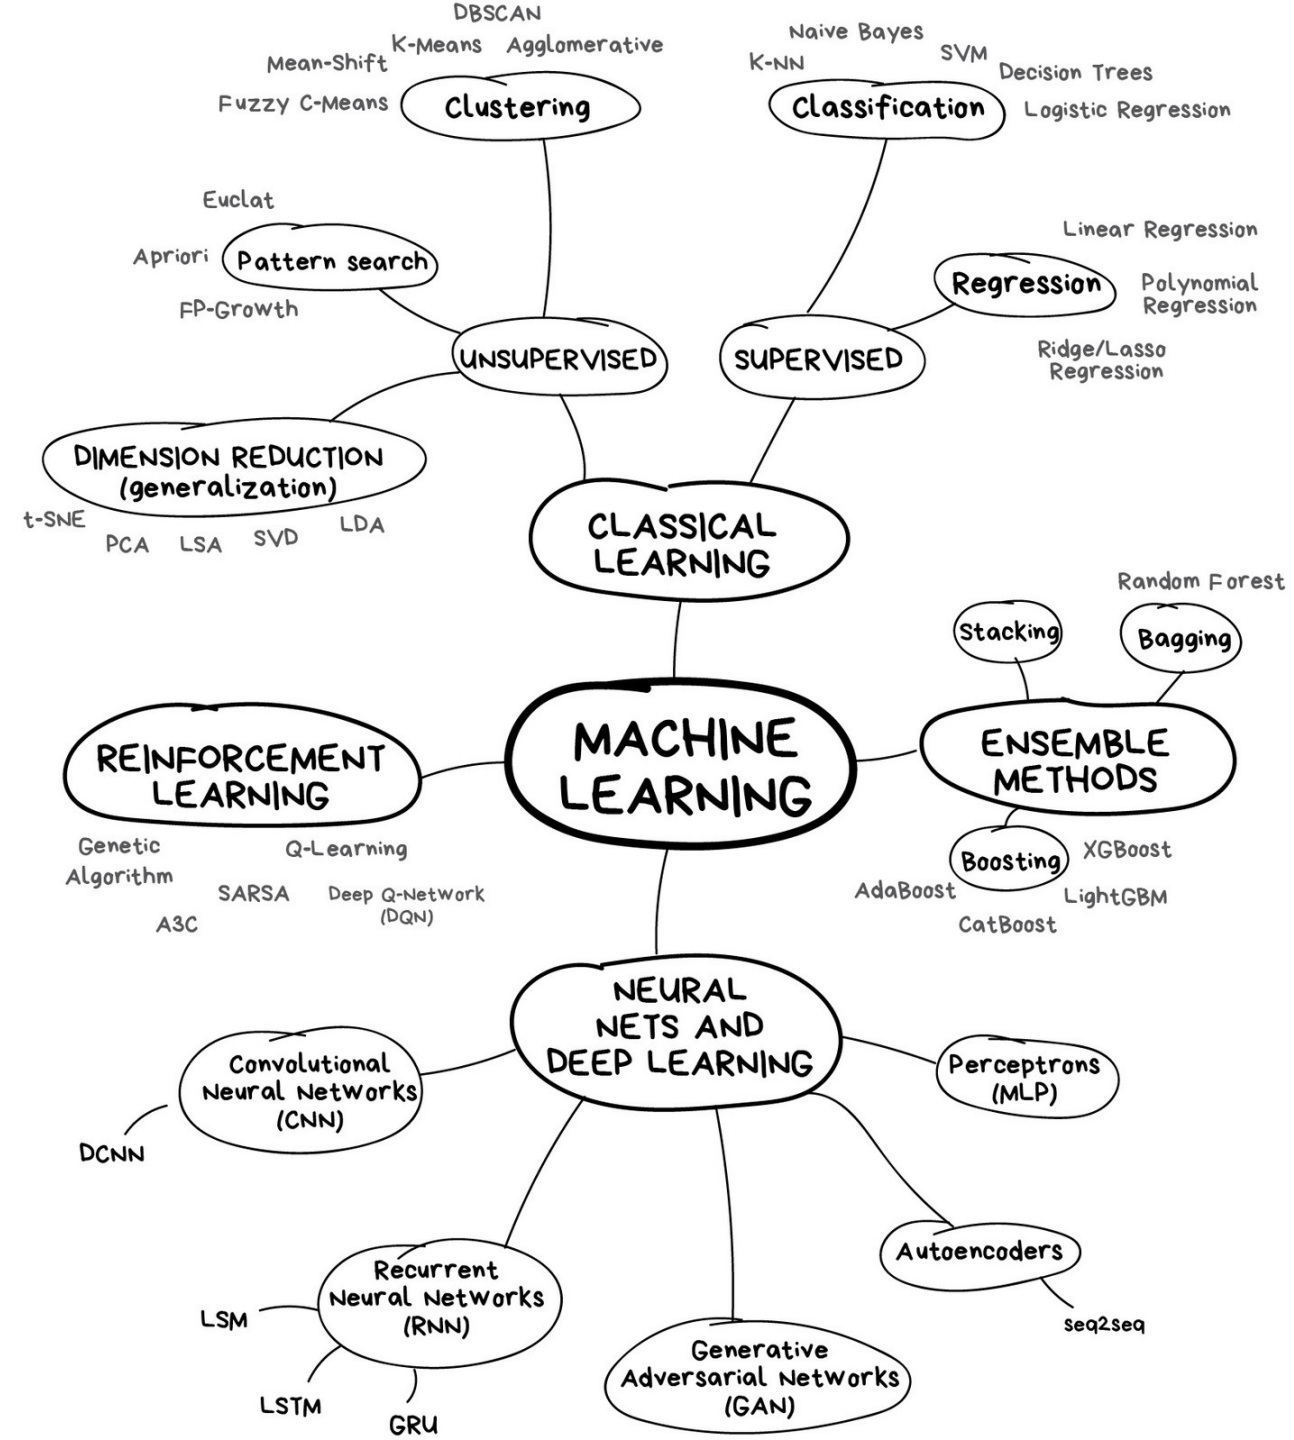 DBSCAN
K-Means
Agglomerative
Mean-Shift
Fuzzy C-Means
Clustering
Naive Bayes
K-NN
SVM
Decision Trees
Classification
Logistic Regression
Euclat
Apriori
Pattern search
FP-Growth
Linear Regression
Regression
Polynomial
Regression
Ridge/Lasso
Regression
UNSUPERVISED
SUPERVISED
DIMENSION REDUCTION
(generalization)
t-SNE
PCA
LSA
SVD
LDA
CLASSICAL
LEARNING
Random Forest
Stacking
Bagging
MACHINE
LEARNING
REINFORCEMENT
LEARNING
ENSEMBLE
METHODS
Genetic
Algorithm
Q-Learning
SARSA
Deep Q-Network
(DQN)
A3C
Boosting
XGBoost
AdaBoost
LightGBM
CatBoost
NEURAL
NETS AND
DEEP LEARNING
Convolutional
Neural Networks
(CNN)
DCNN
Perceptrons
(MLP)
Recurrent
Neural Networks
(RNN)
LSM
LSTM
GRU
Generative
Adversarial Networks
(GAN)
Autoencoders
seq2seq